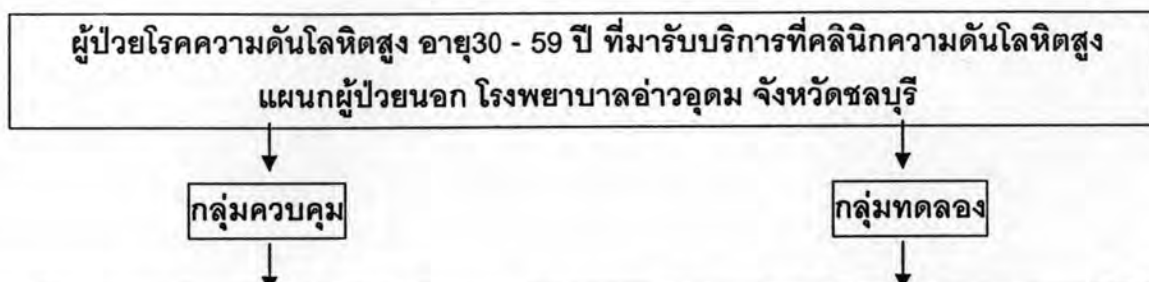 ผู้ป่วยโรคความดันโลหิตสูง อายุ30 - 59 ปี ที่มารับบริการที่คลินิกความดันโลหิตสูง
แผนกผู้ป่วยนอก โรงพยาบาลอ่าวอุดม จังหวัดชลบุรี
กลุ่มควบคุม
กลุ่มทดลอง